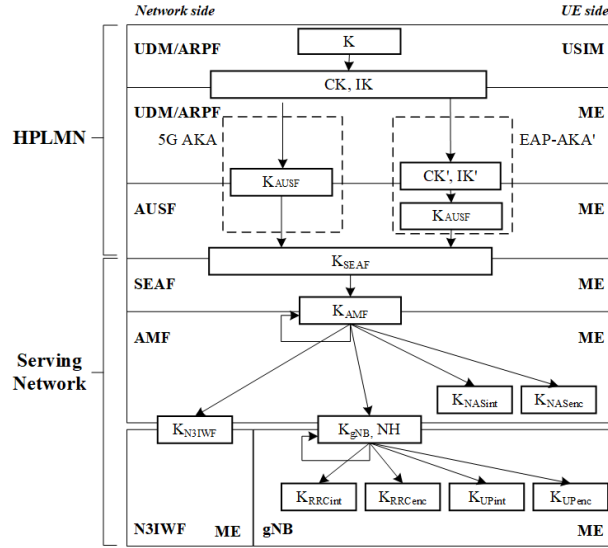 Network side
UE side
UDM/ARPF
K
USIM
CK, IK
UDM/ARPF
ME
HPLMN
5G AKA
EAP-AKA'
KAUSF
CK', IK'
AUSF
KAUSF
ME
KSEAF
SEAF
ME
KAMF
AMF
ME
Serving
Network
KNASint
KNASenc
KN3IWF
KgNB, NH
KRRCint
KRRCenc
KUPint
KUPenc
N3IWF
ME
gNB
ME